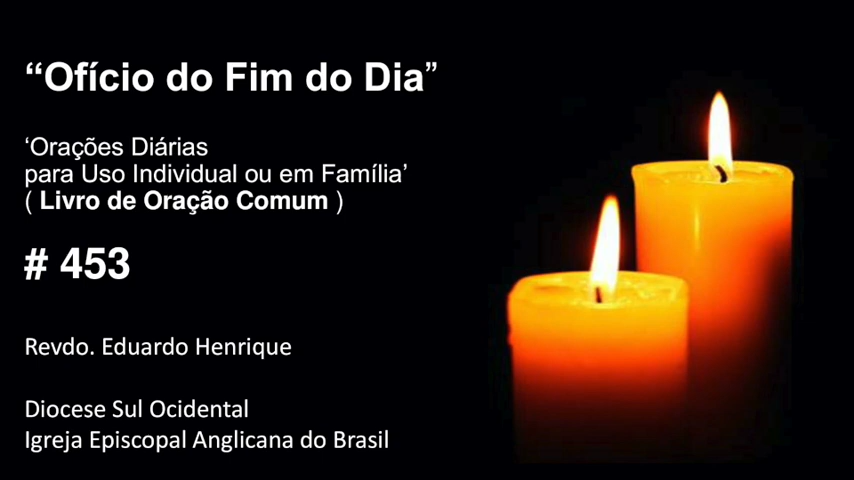 “Ofício do Fim do Dia”
‘Orações Diárias
para Uso Individual ou em Família’
( Livro de Oração Comum )
# 453
Revdo. Eduardo Henrique
Diocese Sul Ocidental
Igreja Episcopal Anglicana do Brasil